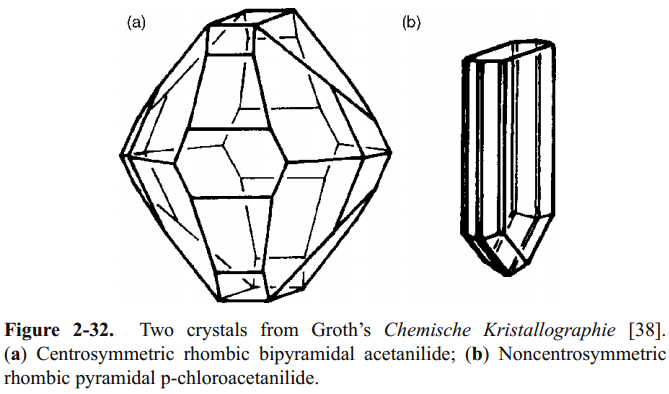 (a)
(b)
Figure 2-32. Two crystals from Groth's Chemische Kristallographie [38].
(a) Centrosymmetric rhombic bipyramidal acetanilide; (b) Noncentrosymmetric
rhombic pyramidal p-chloroacetanilide.